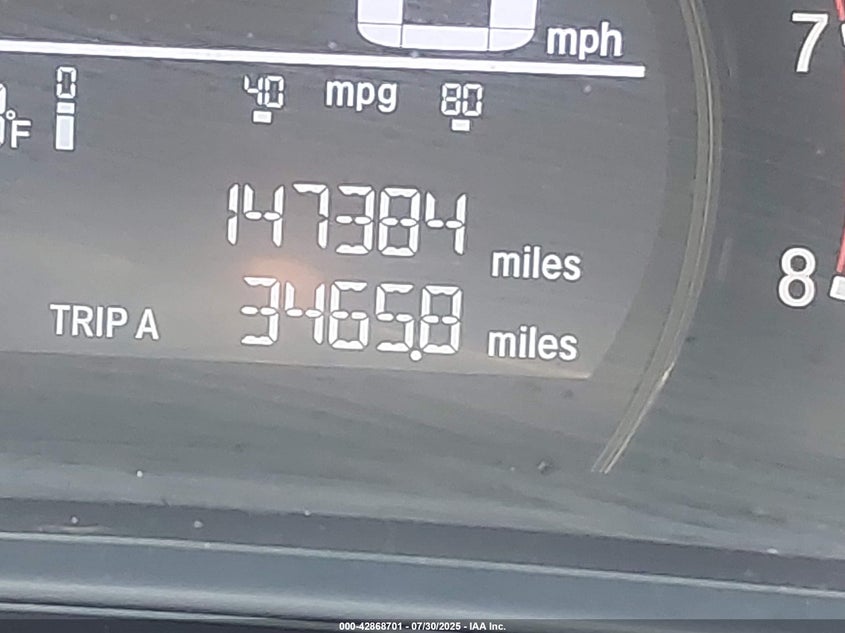 mph
7
0
40 mpg 80
°F
147384 miles
8
TRIP A 3465.8 miles
000-42868701 - 07/30/2025 - IAA Inc.